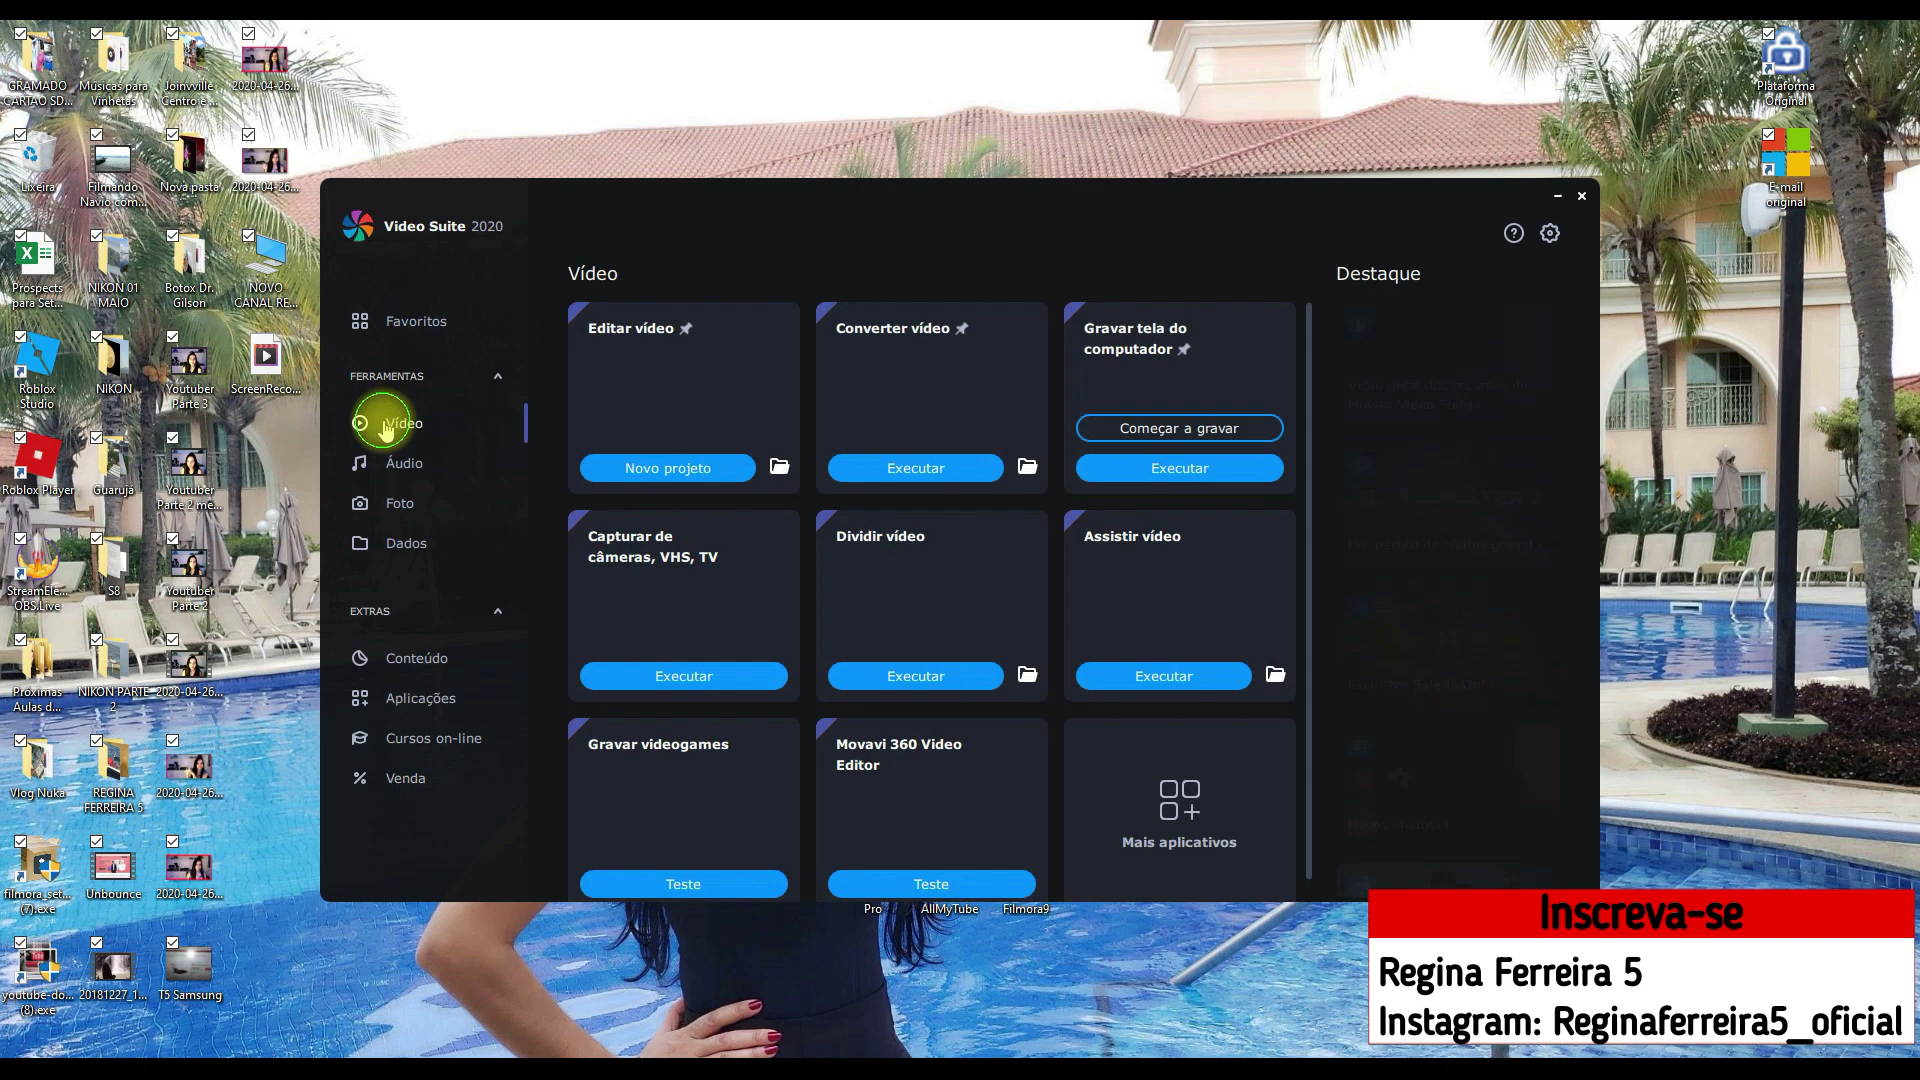 GRAMADO
CARTAO SD...
Músicas para
Vinhetas
Joinville
Centro e ...
2020-04-26...
Lixeira
Filmando
Navio com...
Nova pasta
2020-04-26...
Prospects
para Set...
NIKON 01
MAIO
Botox Dr.
Gilson
NOVO
CANAL RE...
Roblox
Studio
NIKON
Youtuber
Parte 3
ScreenReco...
Roblox Player
Guarujá
Youtuber
Parte 2 me...
StreamEle...
OBS.Live
S8
Youtuber
Parte 2
Próximas
Aulas d...
NIKON PARTE
2
2020-04-26...
Vlog Nuka
REGINA
FERREIRA 5
2020-04-26...
filmora_set...
(7).exe
Unbounce
2020-04-26...
youtube-do...
(8).exe
20181227_1...
T5 Samsung
Plataforma
Original
E-mail
original
Video Suite 2020
Favoritos
FERRAMENTAS
Vídeo
Áudio
Foto
Dados
EXTRAS
Conteúdo
Aplicações
Cursos on-line
Venda
Vídeo
Destaque
Editar vídeo
Novo projeto
Converter vídeo
Executar
Gravar tela do
computador
Começar a gravar
Executar
Capturar de
câmeras, VHS, TV
Executar
Dividir vídeo
Executar
Assistir vídeo
Executar
Gravar videogames
Teste
Movavi 360 Video
Editor
Teste
Mais aplicativos
Pro
AllMyTube
Filmora9
Inscreva-se
Regina Ferreira 5
Instagram: Reginaferreira5_oficial